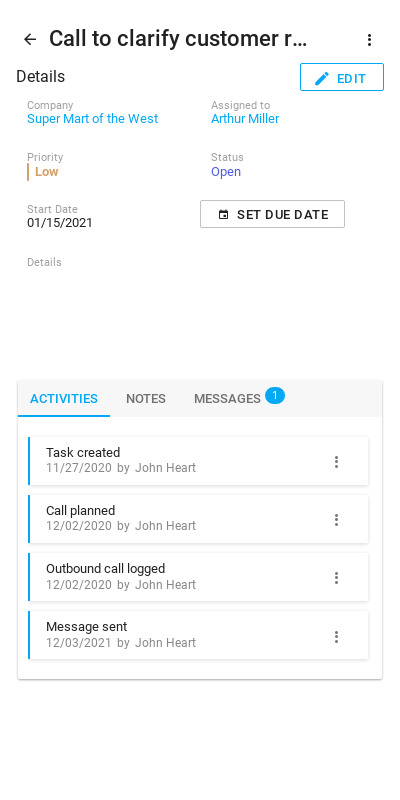 Call to clarify customer r...
Details
EDIT
Company
Assigned to
Super Mart of the West
Arthur Miller
Priority
Status
Low
Open
Start Date
01/15/2021
SET DUE DATE
Details
ACTIVITIES
NOTES
MESSAGES 1
Task created
11/27/2020 by John Heart
Call planned
12/02/2020 by John Heart
Outbound call logged
12/02/2020 by John Heart
Message sent
12/03/2021 by John Heart